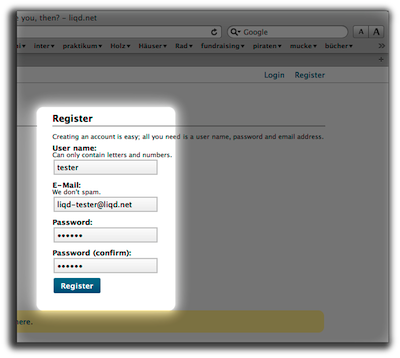 you, then? – liqd.net
Google
A A
inter praktikum Holz Häuser Rad fundraising piraten mucke bücher
Login Register
Register
Creating an account is easy; all you need is a user name, password and email address.
User name:
Can only contain letters and numbers.
tester
E-Mail:
We don't spam.
liqd-tester@liqd.net
Password:
••••••
Password (confirm):
••••••
Register
here.